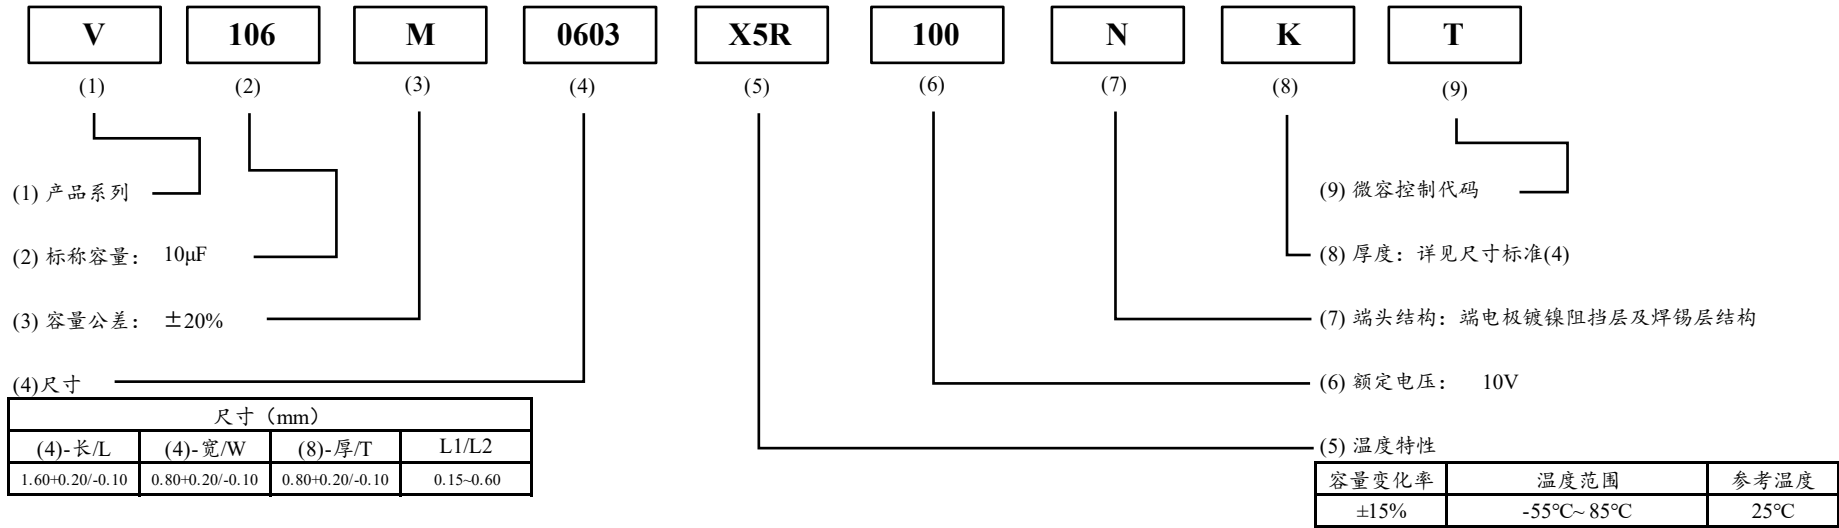 V 106 M 0603 X5R 100 N K T
(1) (2) (3) (4) (5) (6) (7) (8) (9)
(1) 产品系列
(9) 微容控制代码
(2) 标称容量： 10μF
(8) 厚度：详见尺寸标准(4)
(3) 容量公差： ±20%
(7) 端头结构：端电极镀镍阻挡层及焊锡层结构
(4)尺寸
(6) 额定电压： 10V
尺寸（mm）
(4)-长/L (4)-宽/W (8)-厚/T L1/L2
1.60+0.20/-0.10 0.80+0.20/-0.10 0.80+0.20/-0.10 0.15~0.60
(5) 温度特性
容量变化率 温度范围 参考温度
±15% -55℃~ 85℃ 25℃